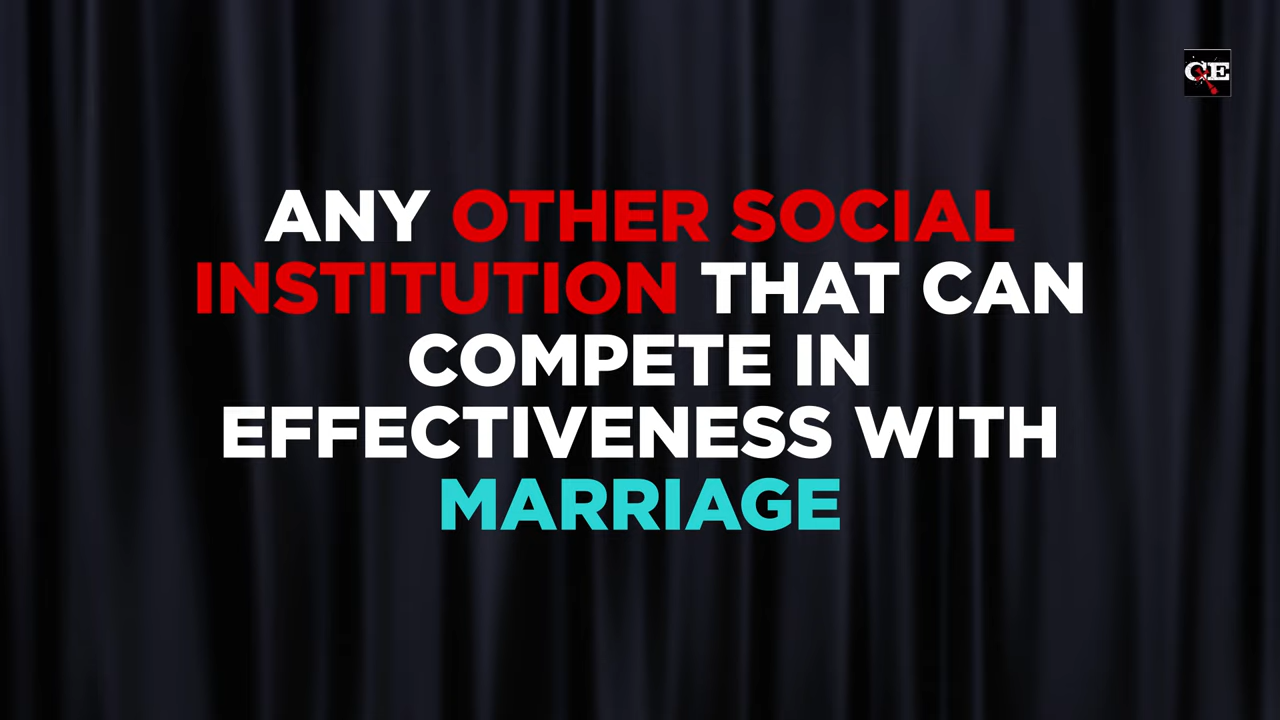 CE
ANY OTHER SOCIAL
INSTITUTION THAT CAN
COMPETE IN
EFFECTIVENESS WITH
MARRIAGE